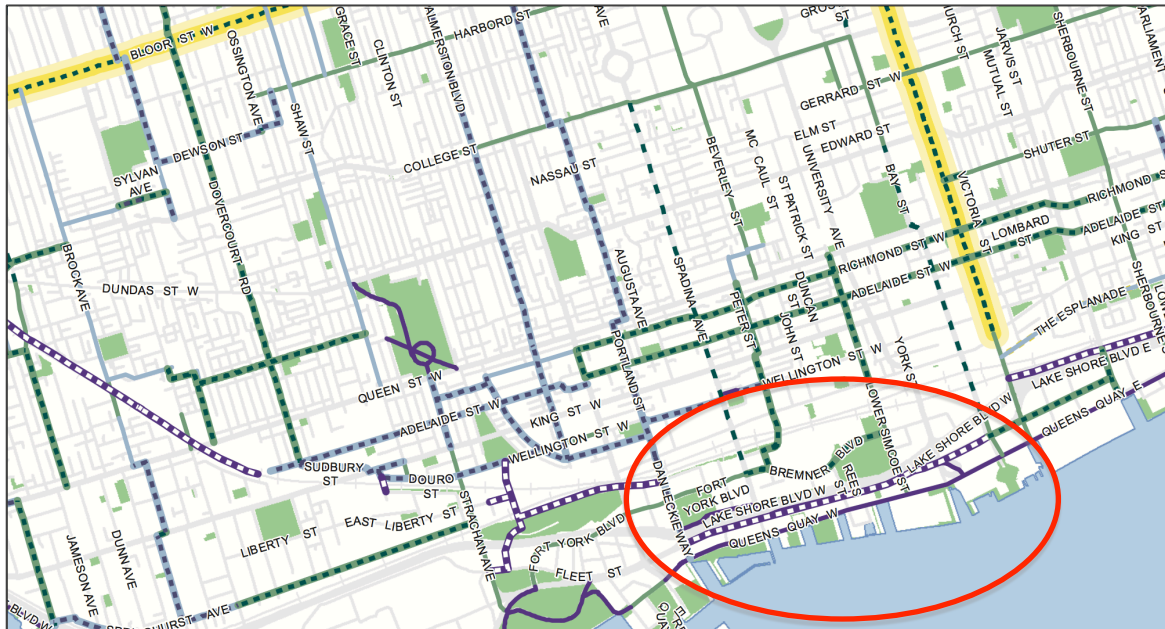 BLOOR ST W
OSSINGTON AVE
GRACE ST
CLINTON ST
PALMERSTON BLVD
HARBORD ST
AVE
ST
CHURCH ST
JARVIS ST
MUTUAL ST
SHERBOURNE ST
PARLIAMENT
GERRARD ST W
ELM ST
EDWARD ST
SHAW ST
DEWSON ST
SYLVAN
AVE
COLLEGE ST
NASSAU ST
BEVERLEY ST
MC CAUL ST
ST PATRICK ST
UNIVERSITY AVE
BAY ST
VICTORIA ST
SHUTER ST
RICHMOND S
LOMBARD
ST
ADELAIDE ST
KING ST
DOVERCOURT RD
BROCK AVE
DUNDAS ST W
AUGUSTA AVE
SPADINA AVE
PETER ST
DUNCAN
ST
JOHN ST
RICHMOND ST W
ADELAIDE ST W
SHERBOURNE
THE ESPLANADE
PORTLAND ST
YORK ST
WELLINGTON ST W
LAKE SHORE BLVD E
QUEEN ST W
ADELAIDE ST W
KING ST W
WELLINGTON ST W
LOWER SIMCOE ST
LAKE SHORE BLVD W
QUEENS QUAY E
SUDBURY
ST
DOURO
ST
DAN LECKIE WAY
BREMNER BLVD
REES
ST
FORT
YORK BLVD
LAKE SHORE BLVD W
QUEENS QUAY W
EAST LIBERTY ST
LIBERTY ST
STRACHAN AVE
FORT YORK BLVD
FLEET ST
JAMESON AVE
DUNN AVE
BLVD W
AVE